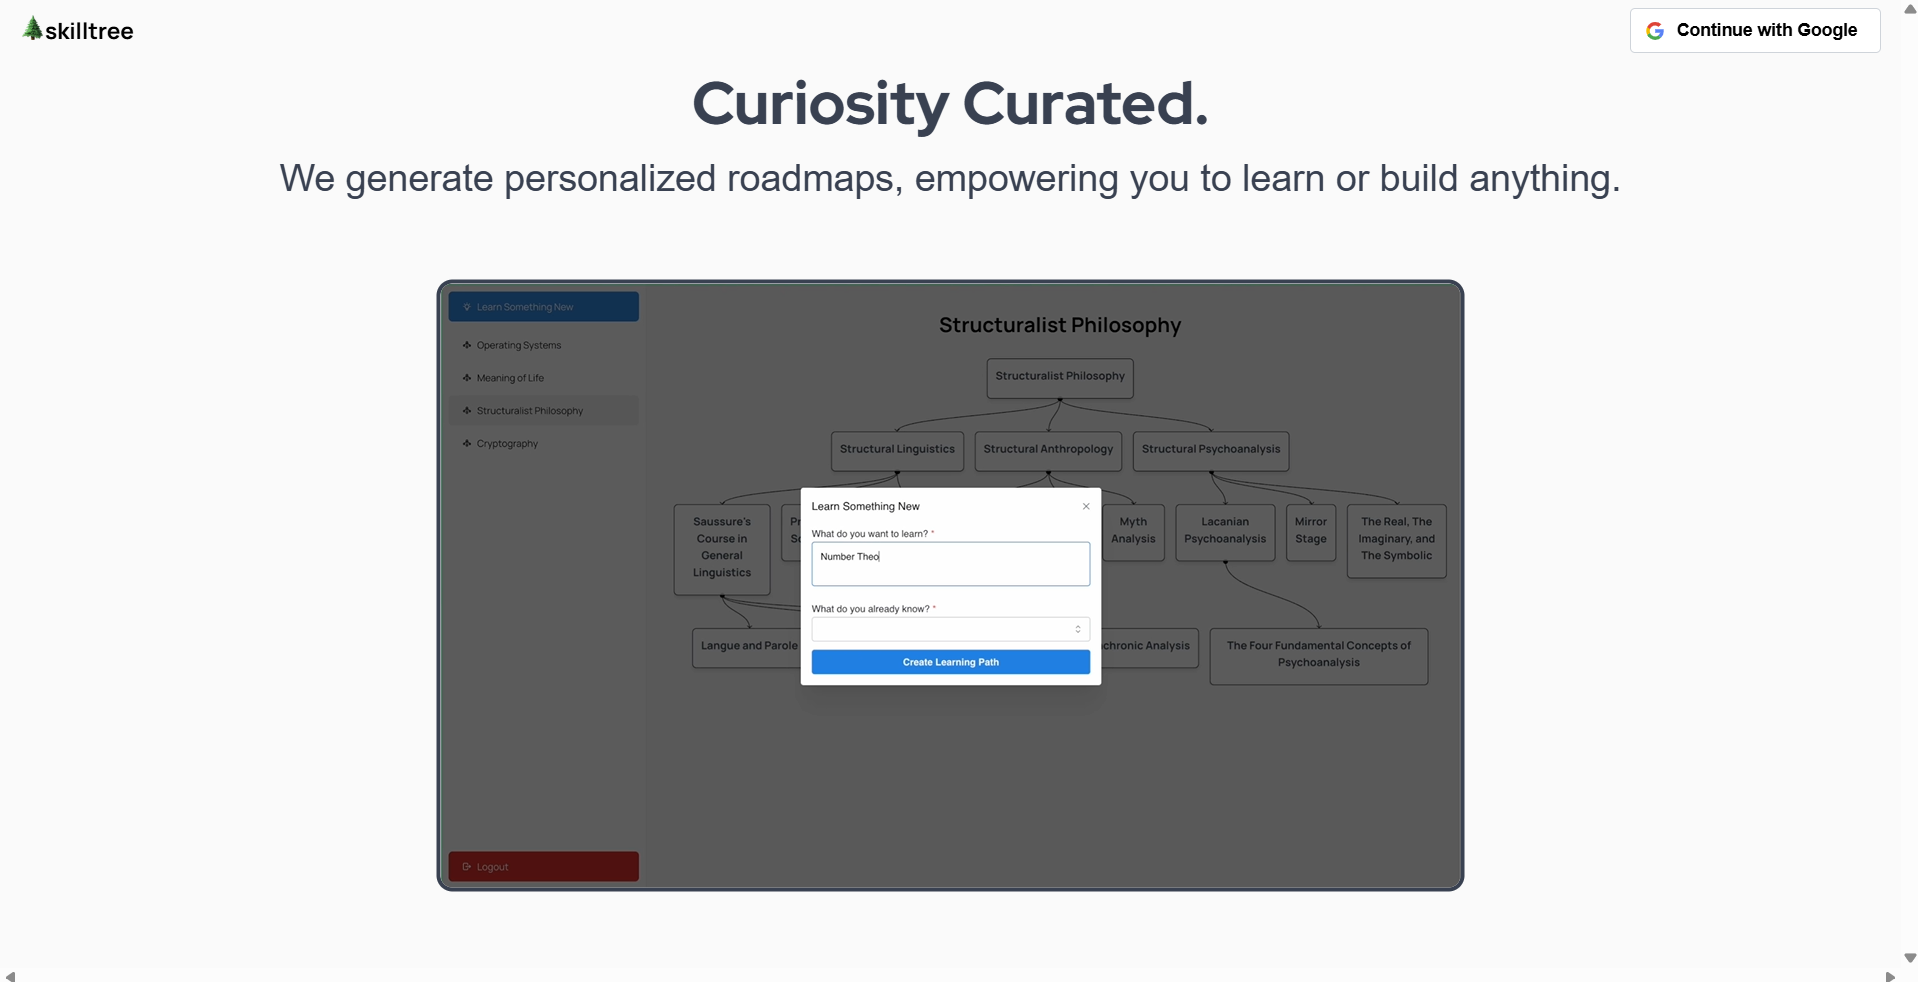 skilltree
Continue with Google
Curiosity Curated.
We generate personalized roadmaps, empowering you to learn or build anything.
Learn Something New
Operating Systems
Meaning of Life
Structuralist Philosophy
Cryptography
Logout
Structuralist Philosophy
Structuralist Philosophy
Structural Linguistics
Structural Anthropology
Structural Psychoanalysis
Saussure's
Course in
General
Linguistics
Myth
Analysis
Lacanian
Psychoanalysis
Mirror
Stage
The Real, The
Imaginary, and
The Symbolic
Langue and Parole
Analysis
The Four Fundamental Concepts of
Psychoanalysis
Learn Something New
What do you want to learn? *
Number Theo
What do you already know? *
Create Learning Path